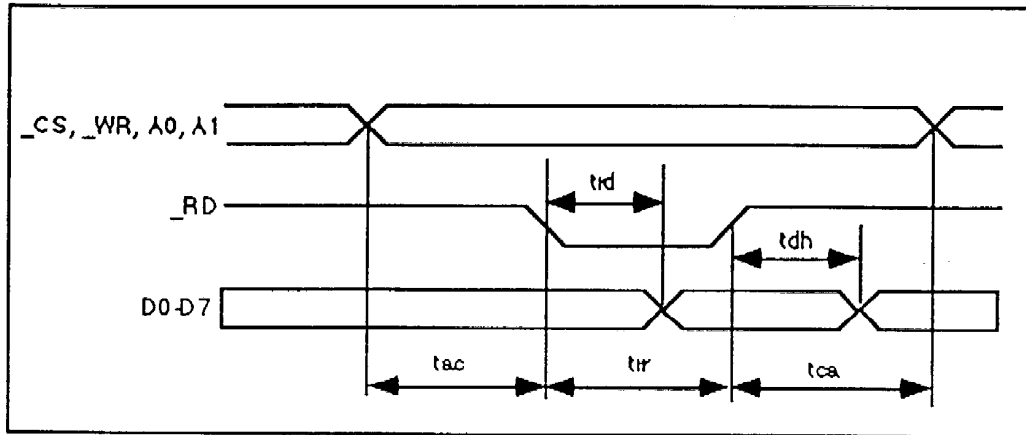 _CS, _WR, A0, A1
trd
_RD
tdh
D0-D7
tac
trr
tca